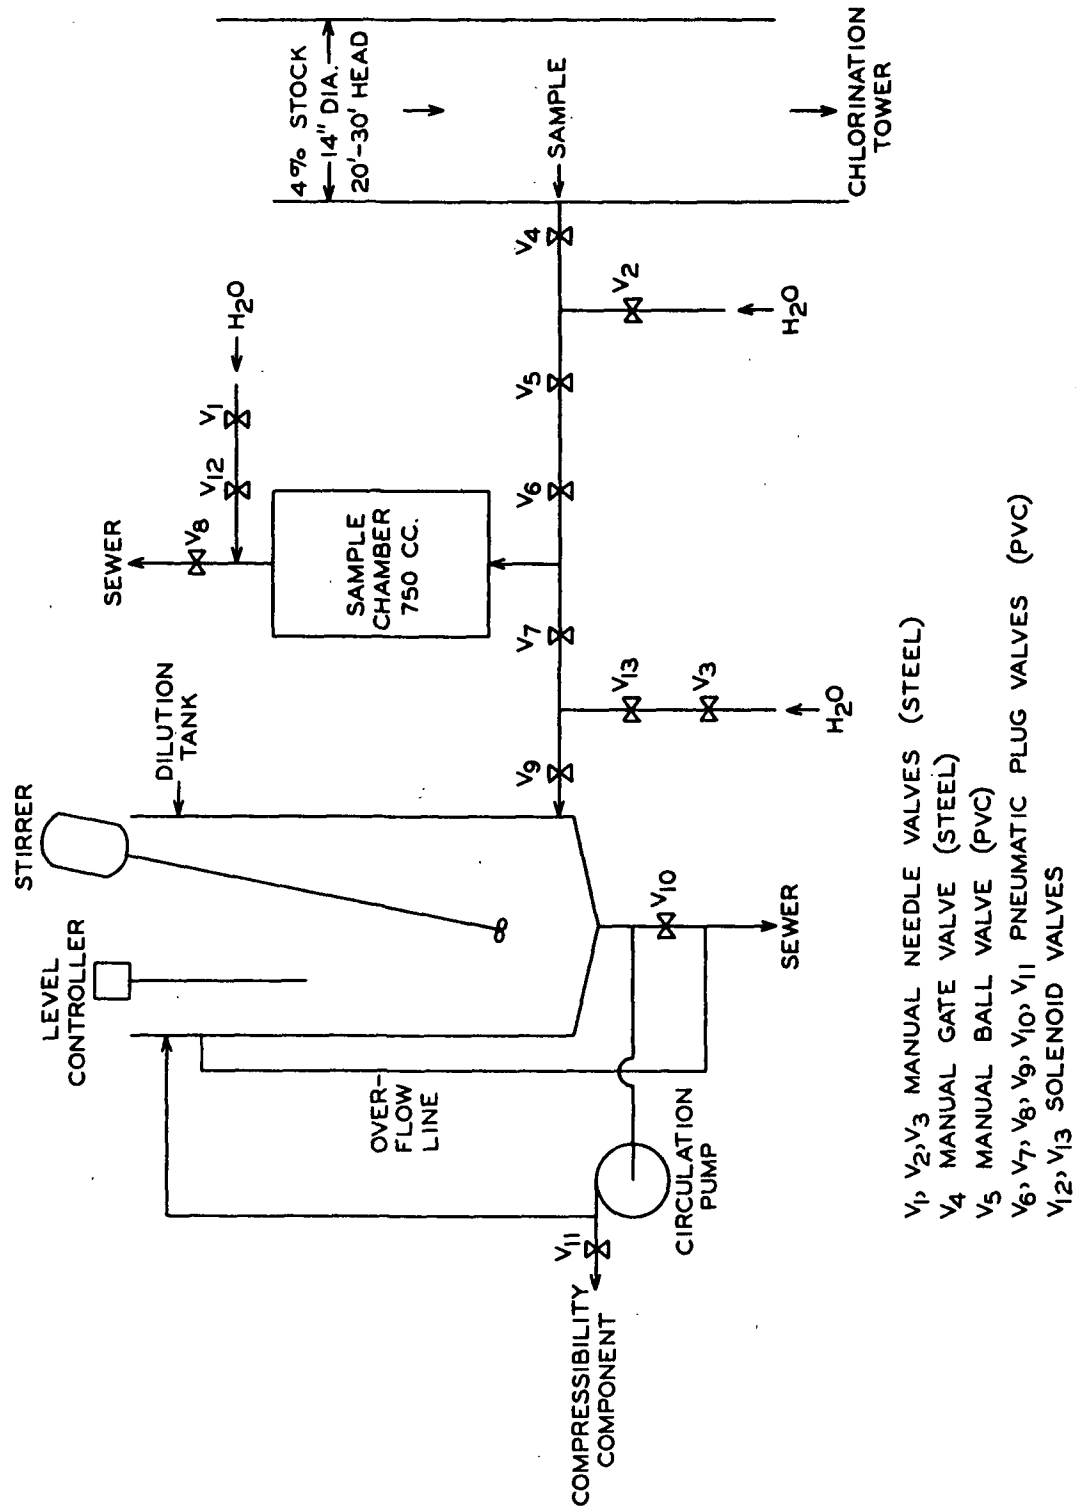 4% STOCK
14" DIA.
20'-30' HEAD
SAMPLE
CHLORINATION
TOWER
V4
V2
H2O
V5
V6
V1
V12
H2O
V8
SEWER
SAMPLE
CHAMBER
750 CC.
V7
V13
V3
H2O
V9
DILUTION
TANK
STIRRER
LEVEL
CONTROLLER
V10
SEWER
OVER-
FLOW
LINE
CIRCULATION
PUMP
V11
COMPRESSIBILITY
COMPONENT
V1, V2, V3 MANUAL NEEDLE VALVES (STEEL)
V4 MANUAL GATE VALVE (STEEL)
V5 MANUAL BALL VALVE (PVC)
V6, V7, V8, V9, V10, V11 PNEUMATIC PLUG VALVES (PVC)
V12, V13 SOLENOID VALVES